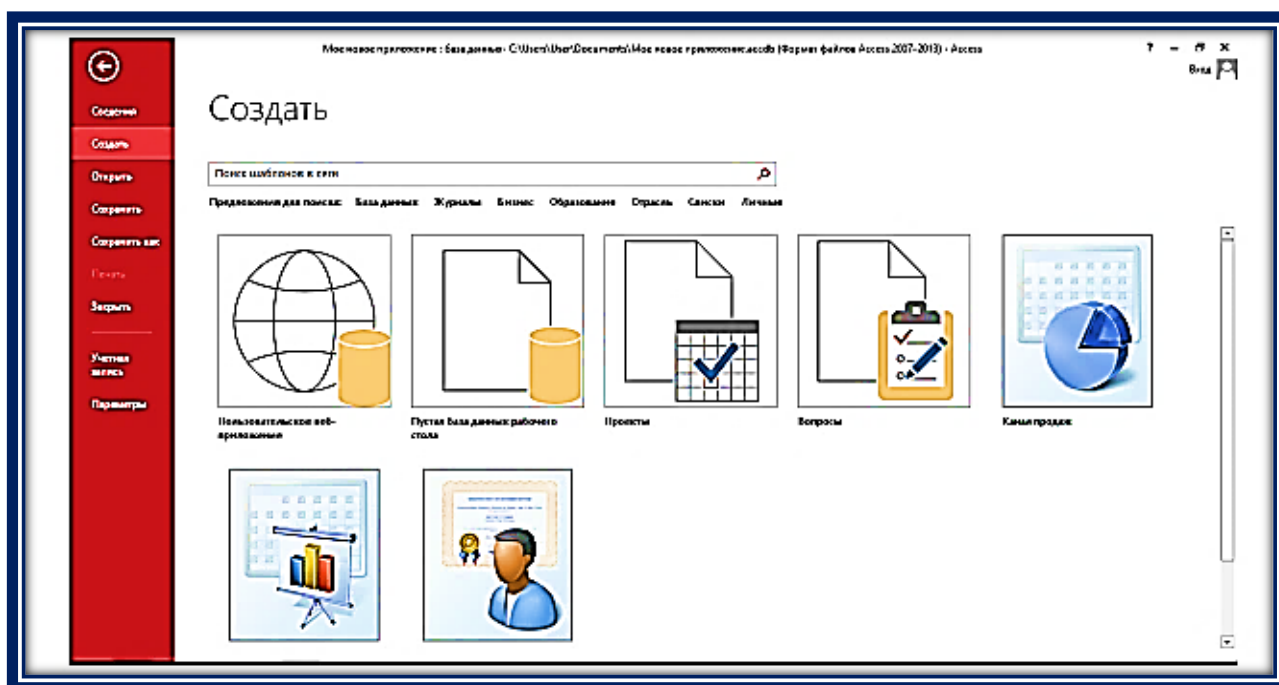 Мое новое приложение : база данных- C:\Users\User\Documents\Мое новое приложение.accdb (Формат файлов Access 2007–2013) - Access
?
Вход
Сведения
Создать
Открыть
Сохранить
Сохранить как
Печать
Закрыть
Учетная
запись
Параметры
Создать
Поиск шаблонов в сети
Предложения для поиска: База данных Журналы Бизнес Образование Отрасль Списки Личные
Пользовательское веб-
приложение
Пустая база данных рабочего
стола
Проекты
Вопросы
Канал продаж